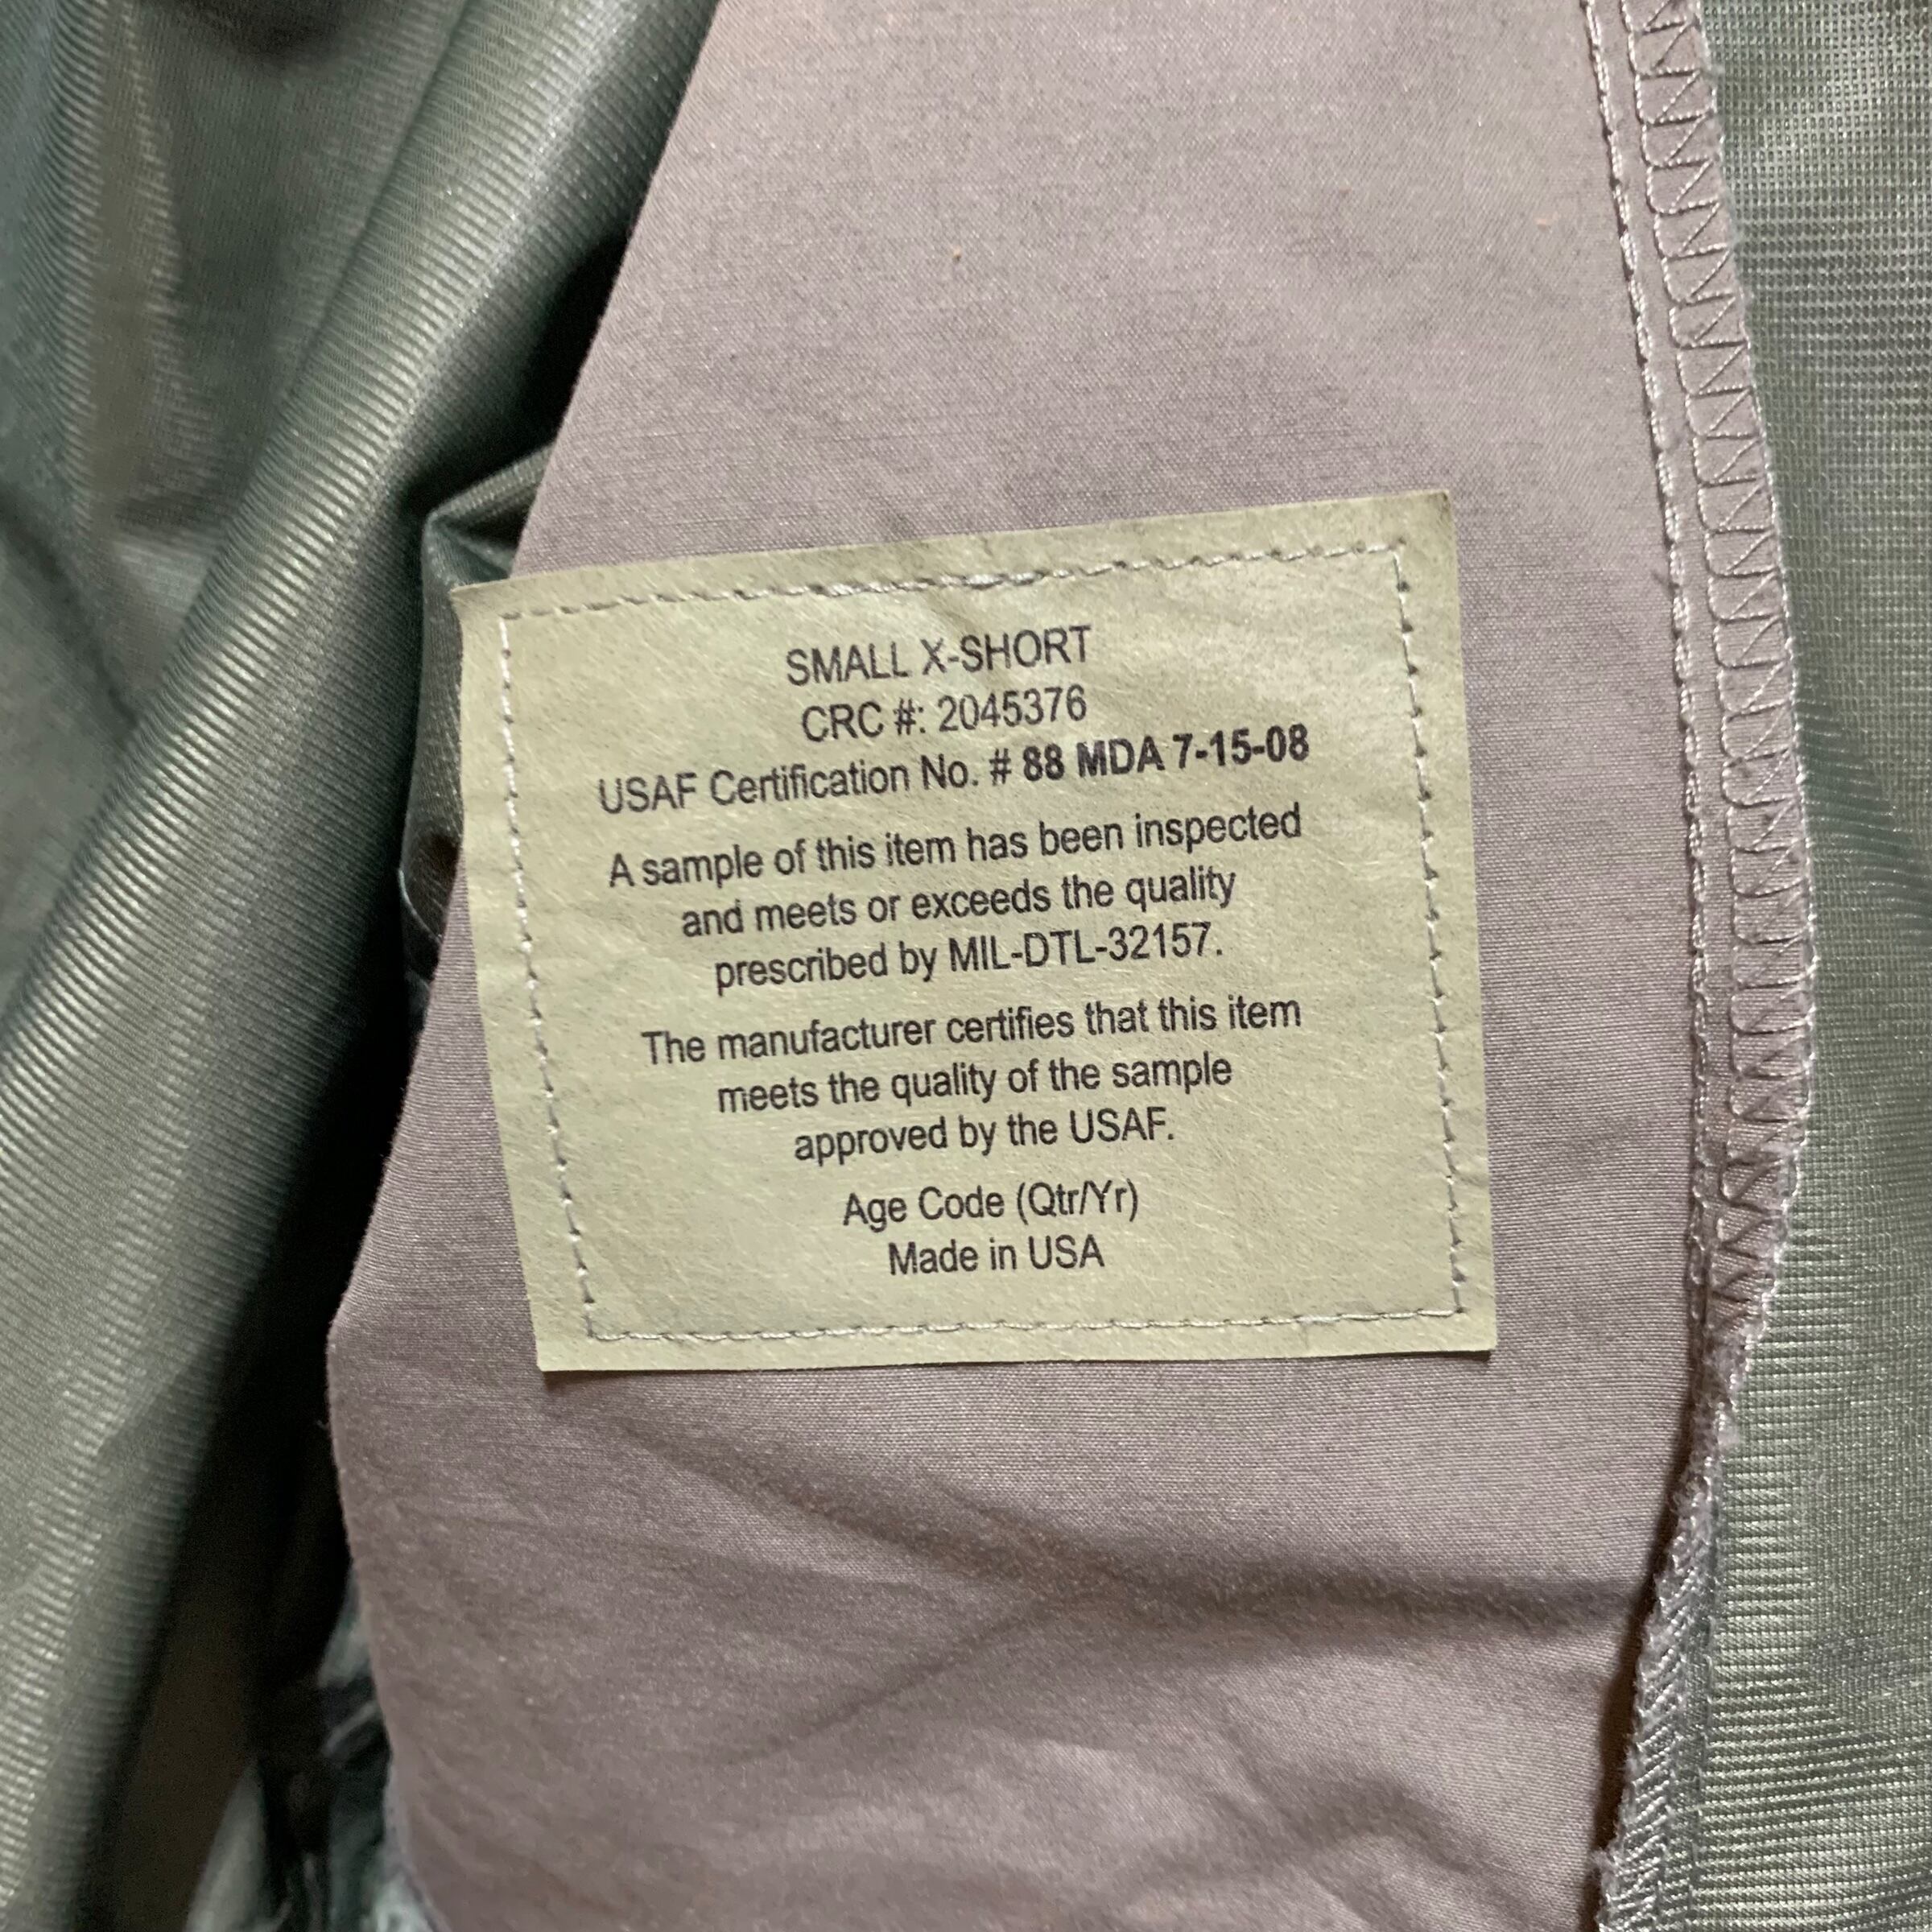 SMALL X-SHORT
CRC #: 2045376
USAF Certification No. # 88 MDA 7-15-08
A sample of this item has been inspected
and meets or exceeds the quality
prescribed by MIL-DTL-32157.
The manufacturer certifies that this item
meets the quality of the sample
approved by the USAF.
Age Code (Qtr/Yr)
Made in USA